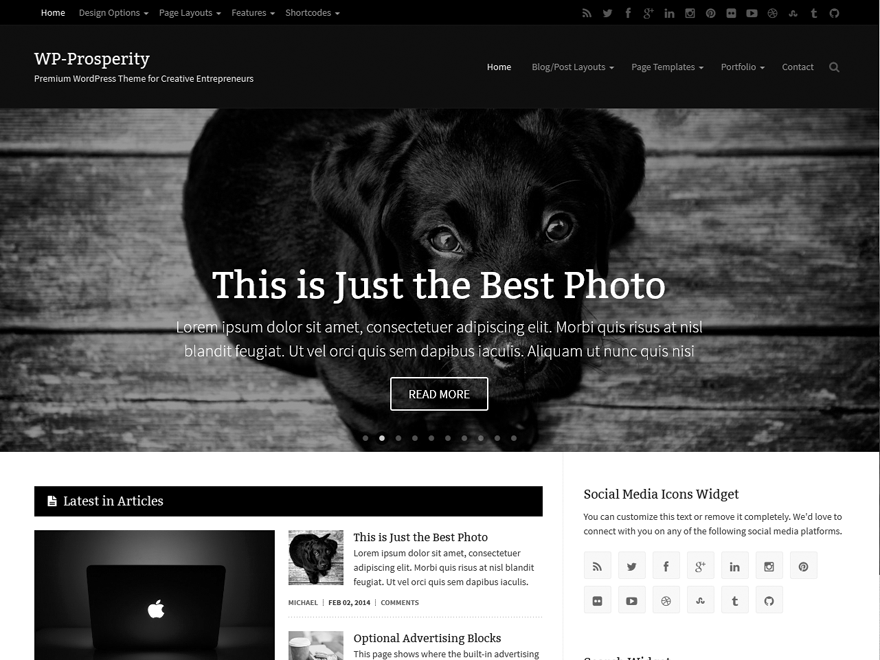 Home Design Options Page Layouts Features Shortcodes
WP-Prosperity
Premium WordPress Theme for Creative Entrepreneurs
Home Blog/Post Layouts Page Templates Portfolio Contact
This is Just the Best Photo
Lorem ipsum dolor sit amet, consectetuer adipiscing elit. Morbi quis risus at nisl
blandit feugiat. Ut vel orci quis sem dapibus iaculis. Aliquam ut nunc quis nisi
READ MORE
Latest in Articles
This is Just the Best Photo
Lorem ipsum dolor sit amet, consectetuer
adipiscing elit. Morbi quis risus at nisl blandit
feugiat. Ut vel orci quis sem dapibus iaculis.
MICHAEL | FEB 02, 2014 | COMMENTS
Optional Advertising Blocks
This page shows where the built-in advertising
Social Media Icons Widget
You can customize this text or remove it completely. We'd love to
connect with you on any of the following social media platforms.